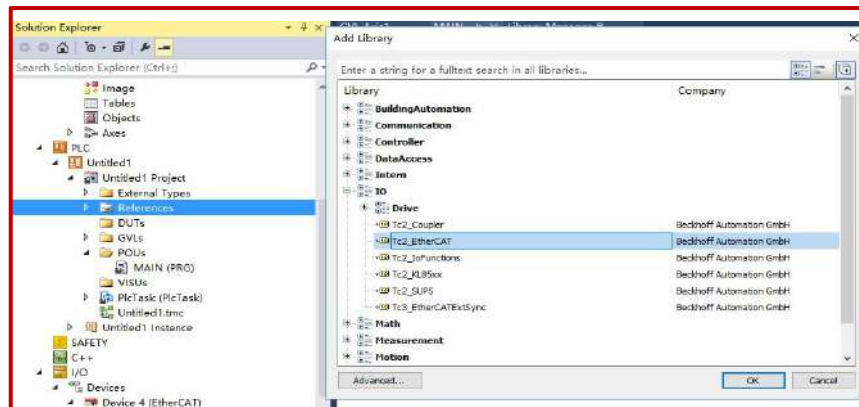 Solution Explorer
Search Solution Explorer (Ctrl+;)
Image
Tables
Objects
Axes
PLC
Untitled1
Untitled1 Project
External Types
References
DUTs
GVLs
POUs
MAIN (PRG)
VISUs
PlcTask (PlcTask)
Untitled1.tmc
Untitled1 Instance
SAFETY
C++
I/O
Devices
Device 4 (EtherCAT)
Add Library
Enter a string for a fulltext search in all libraries...
Library Company
BuildingAutomation
Communication
Controller
DataAccess
Intern
IO
Drive
Tc2_Coupler Beckhoff Automation GmbH
Tc2_EtherCAT Beckhoff Automation GmbH
Tc2_IoFunctions Beckhoff Automation GmbH
Tc2_KL85xx Beckhoff Automation GmbH
Tc2_SUPS Beckhoff Automation GmbH
Tc3_EtherCATExtSync Beckhoff Automation GmbH
Math
Measurement
Motion
Advanced... OK Cancel